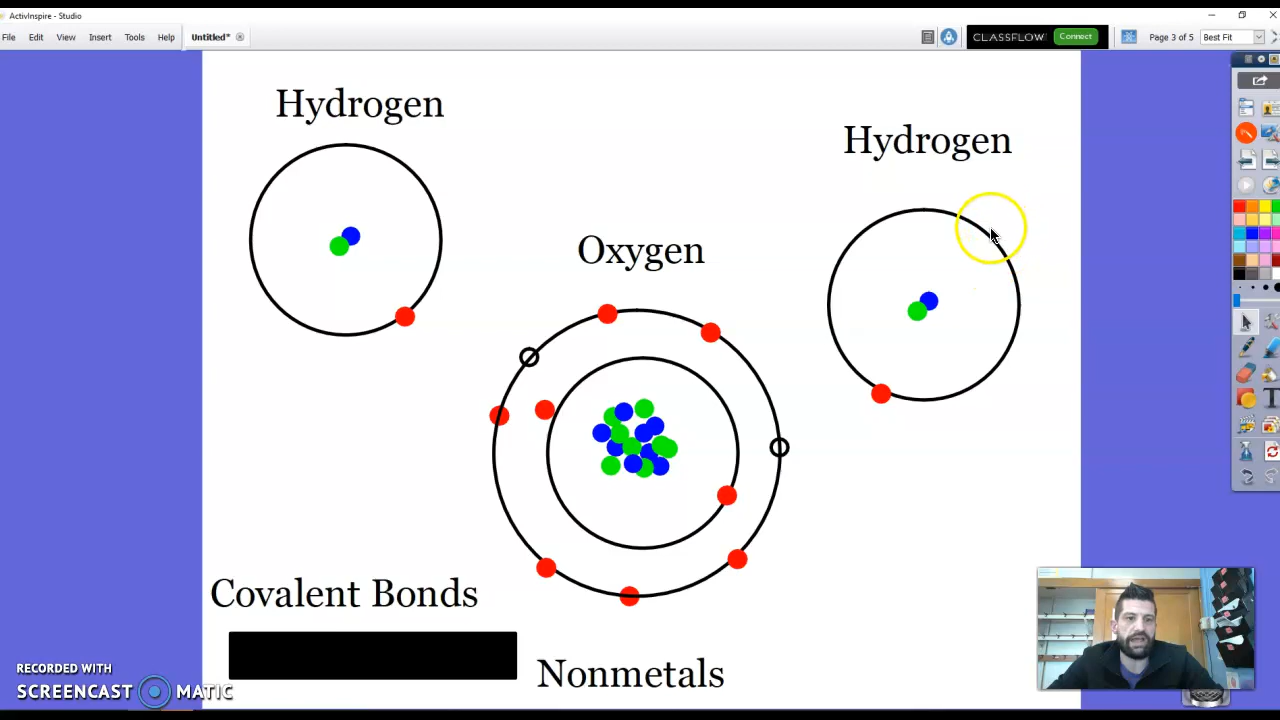 ActivInspire - Studio
File Edit View Insert Tools Help Untitled* CLASSFLOW Connect Page 3 of 5 Best Fit
Hydrogen
Hydrogen
Oxygen
Covalent Bonds
Nonmetals
RECORDED WITH
SCREENCAST MATIC